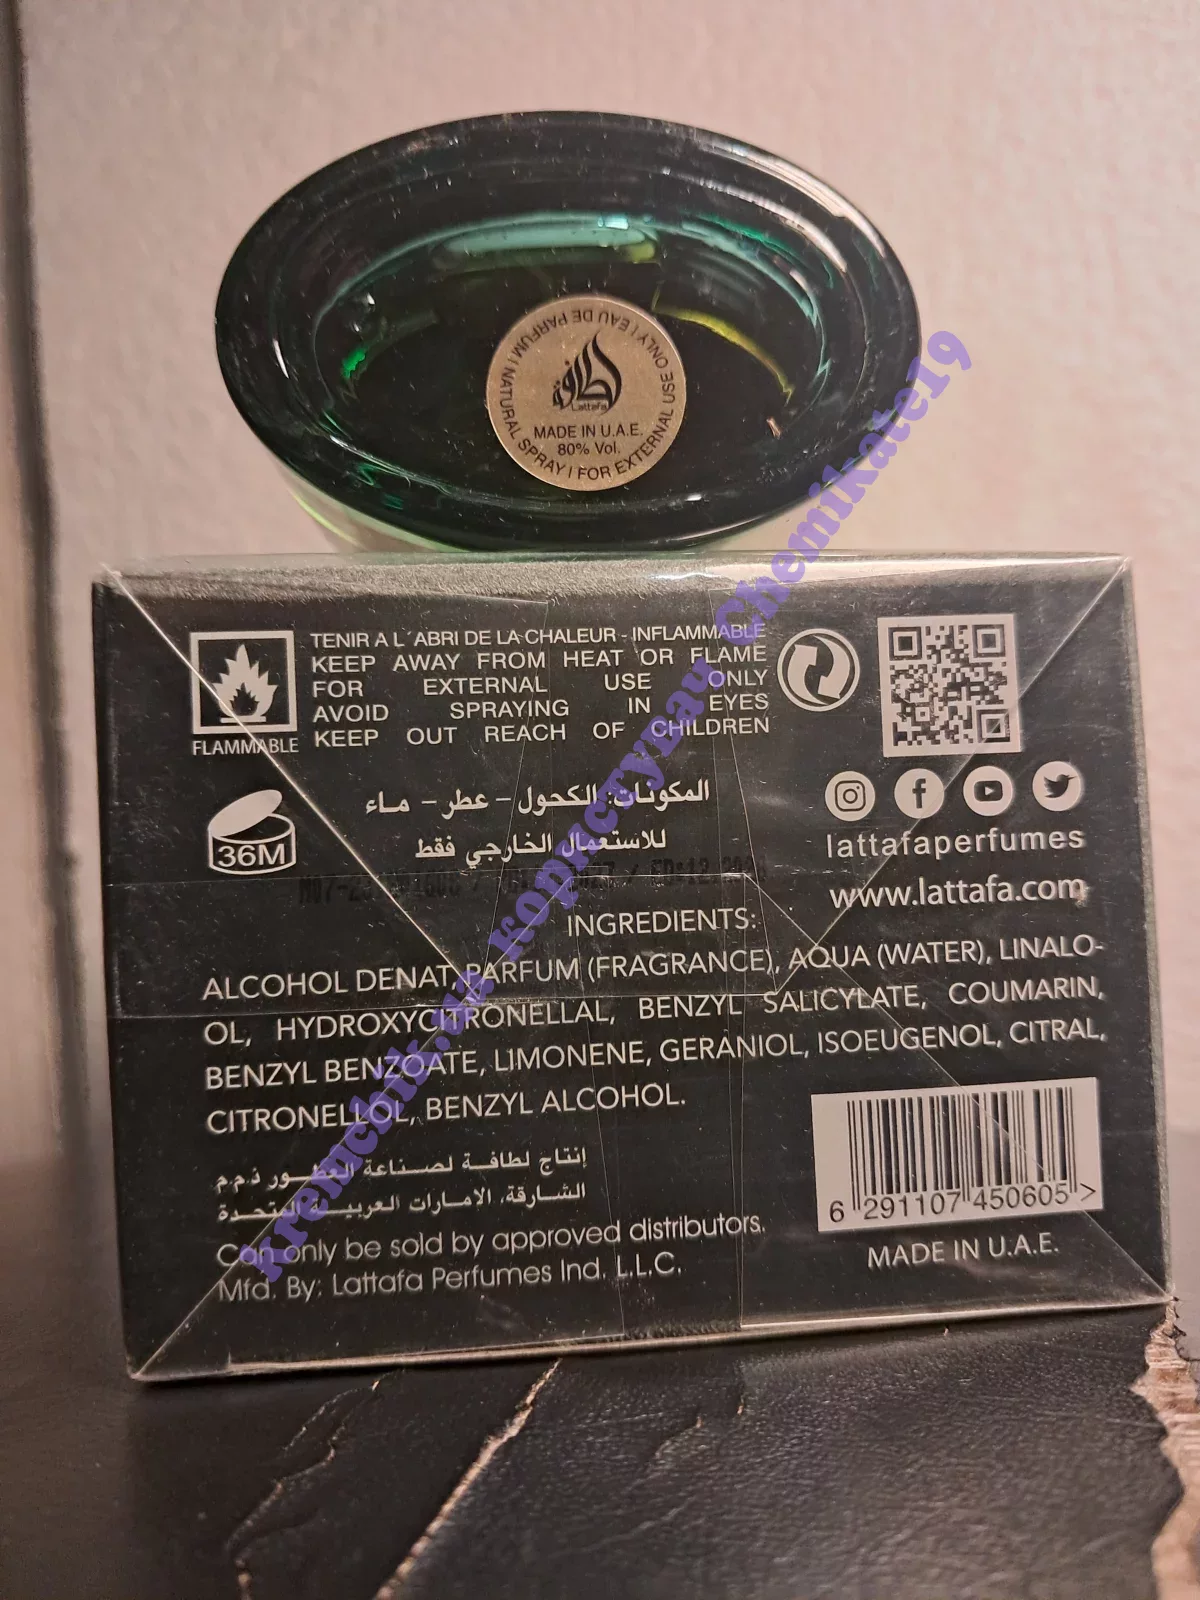 NATURAL SPRAY | FOR EXTERNAL USE ONLY | EAU DE PARFUM |
لطافة
Lattafa
MADE IN U.A.E.
80% Vol.
TENIR A L´ABRI DE LA CHALEUR - INFLAMMABLE
KEEP AWAY FROM HEAT OR FLAME
FOR EXTERNAL USE ONLY
AVOID SPRAYING IN EYES
KEEP OUT REACH OF CHILDREN
FLAMMABLE
36M
المكونات: الكحول – عطر – ماء
للاستعمال الخارجي فقط
lattafaperfumes
www.lattafa.com
INGREDIENTS:
ALCOHOL DENAT, PARFUM (FRAGRANCE), AQUA (WATER), LINALO-
OL, HYDROXYCITRONELLAL, BENZYL SALICYLATE, COUMARIN,
BENZYL BENZOATE, LIMONENE, GERANIOL, ISOEUGENOL, CITRAL,
CITRONELLOL, BENZYL ALCOHOL.
إنتاج لطافة لصناعة العطور ذ.م.م
الشارقة، الإمارات العربية المتحدة
Can only be sold by approved distributors.
Mfd. By: Lattafa Perfumes Ind. L.L.C.
6 291107 450605 >
MADE IN U.A.E.
kremchik.ua користувач Chemikate19